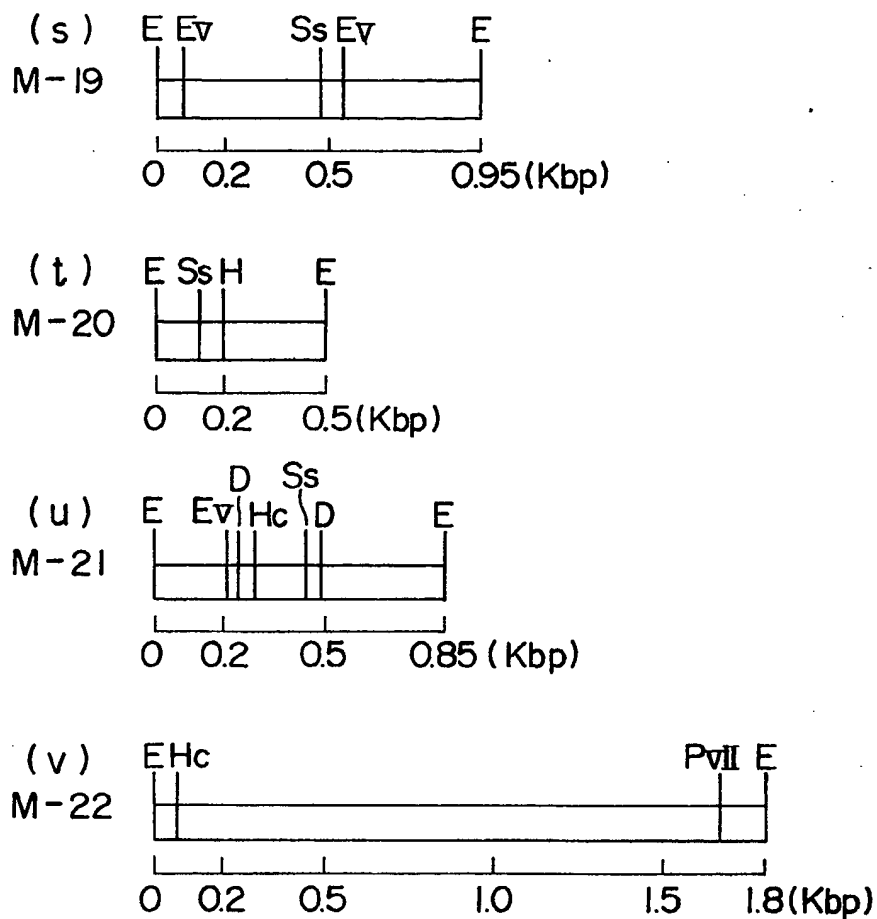 (s) E Ev Ss Ev E
M-19
0 0.2 0.5 0.95(Kbp)
(t) E Ss H E
M-20
0 0.2 0.5(Kbp)
D Ss
(u) E Ev Hc D E
M-21
0 0.2 0.5 0.85 (Kbp)
(v) E Hc PvII E
M-22
0 0.2 0.5 1.0 1.5 1.8(Kbp)